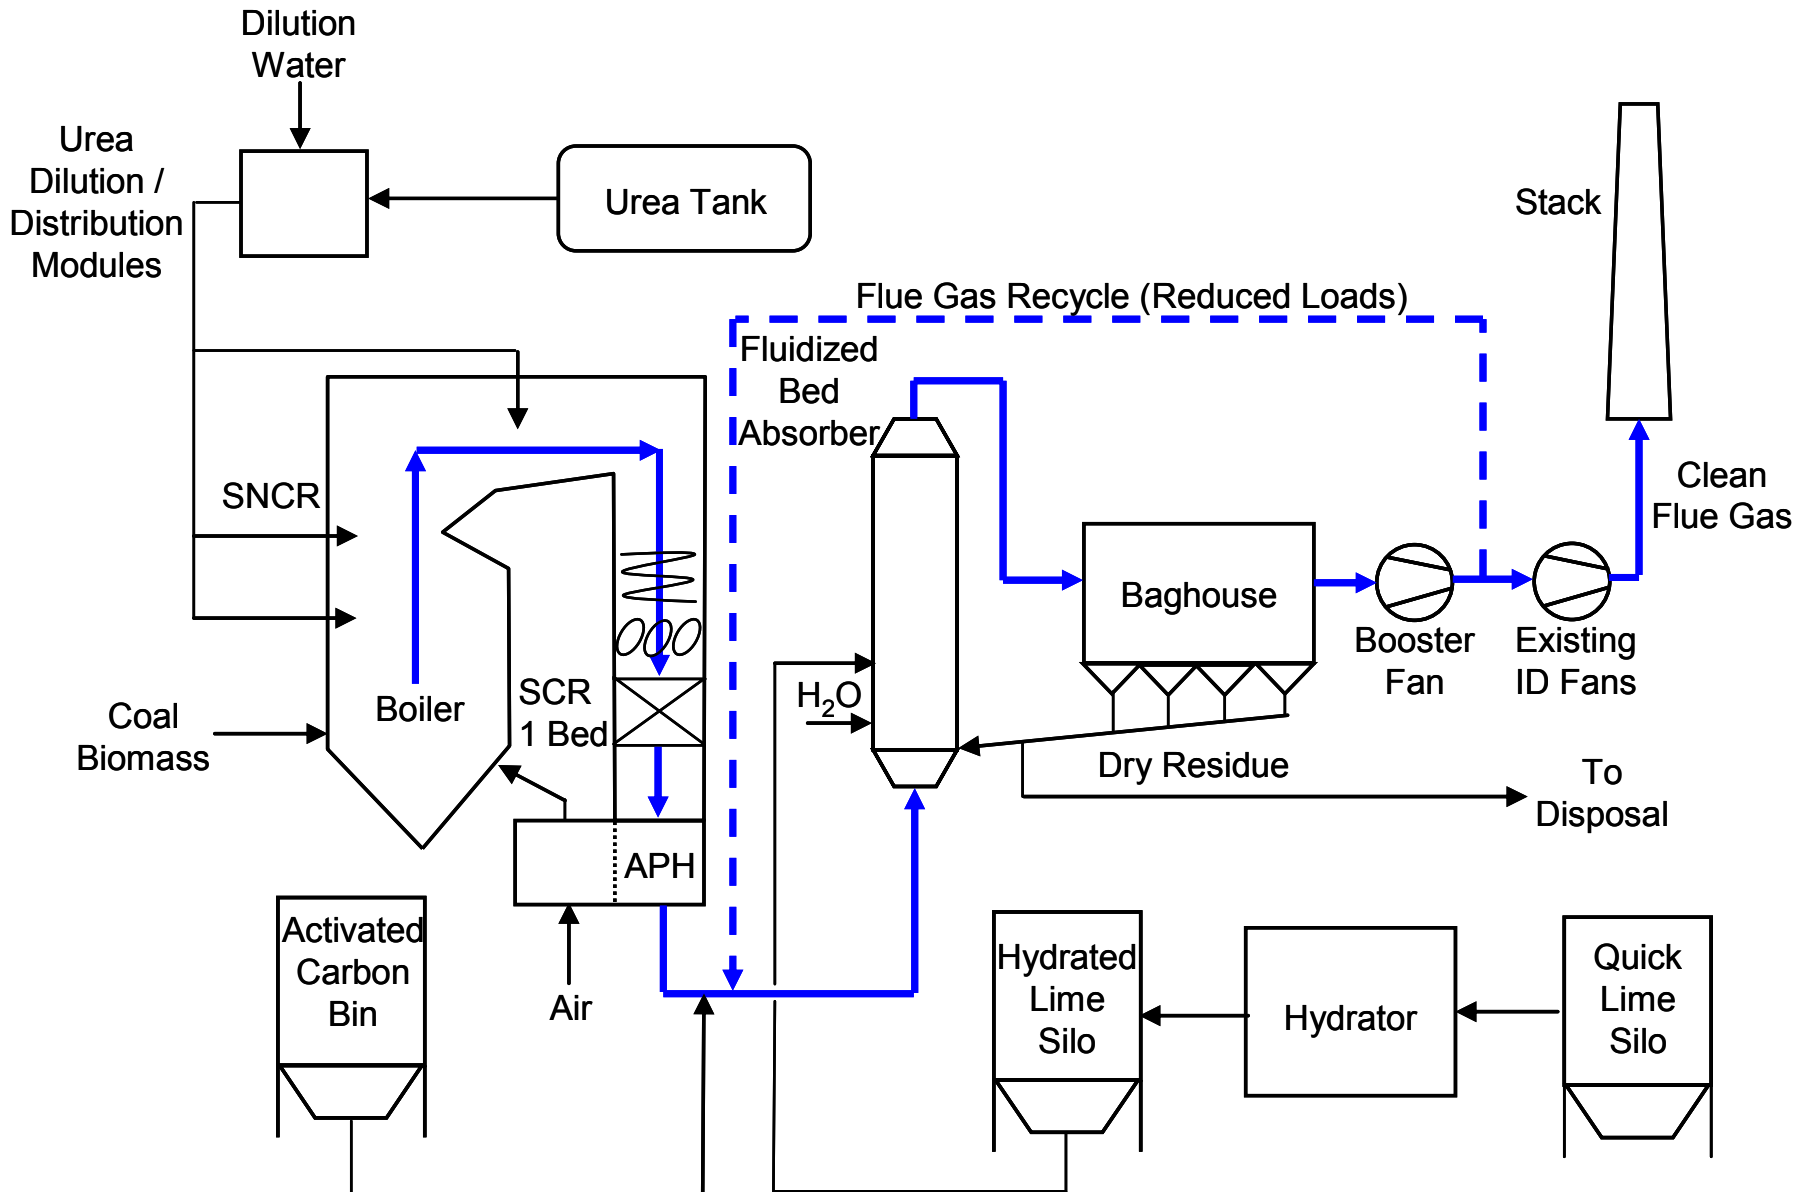 Dilution
Water
Urea
Dilution /
Distribution
Modules
Urea Tank
Stack
Flue Gas Recycle (Reduced Loads)
Fluidized
Bed
Absorber
SNCR
Clean
Flue Gas
Baghouse
Booster
Fan
Existing
ID Fans
Coal
Biomass
Boiler
SCR
1 Bed
H2O
Dry Residue
To
Disposal
APH
Air
Activated
Carbon
Bin
Hydrated
Lime
Silo
Hydrator
Quick
Lime
Silo